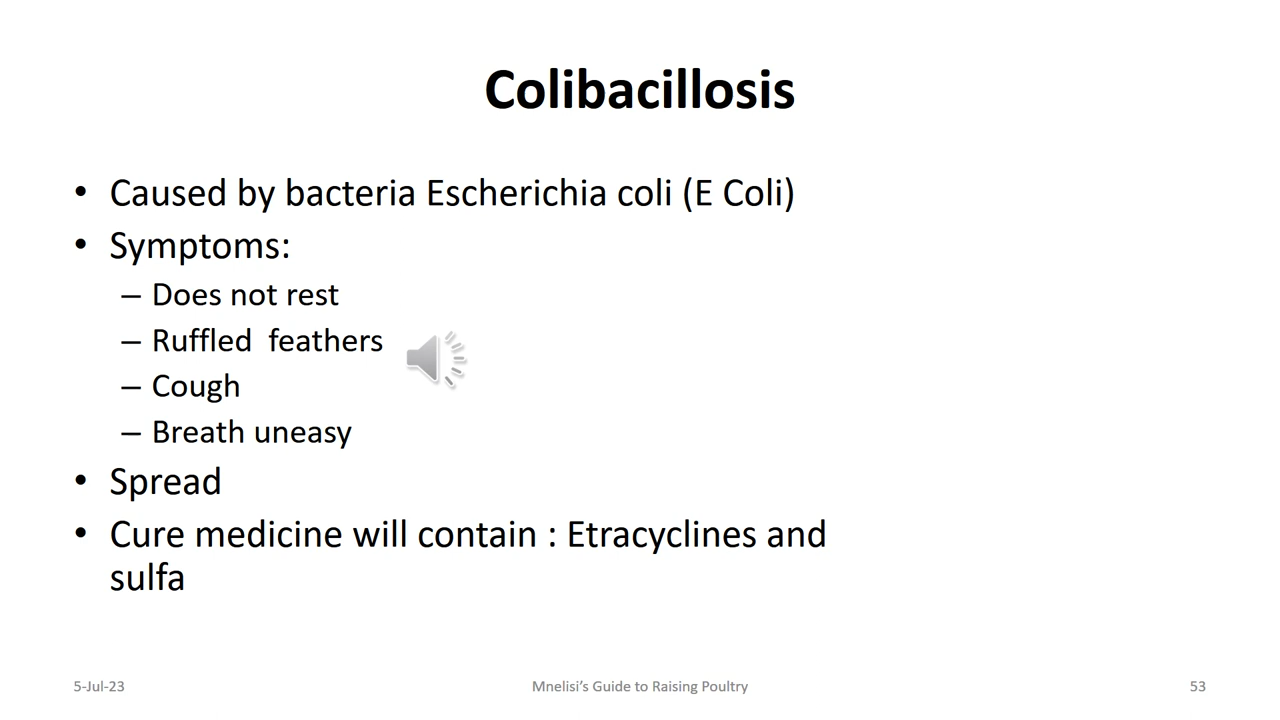 Colibacillosis
• Caused by bacteria Escherichia coli (E Coli)
• Symptoms:
– Does not rest
– Ruffled  feathers
– Cough
– Breath uneasy
• Spread
• Cure medicine will contain : Etracyclines and
sulfa
5-Jul-23
Mnelisi’s Guide to Raising Poultry
53